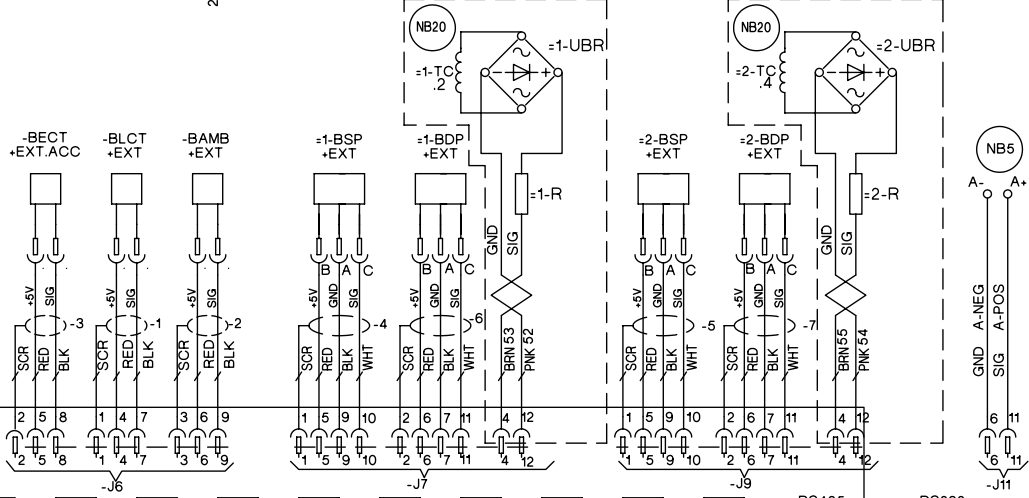 NB20
NB20
=1-UBR
=2-UBR
=1-TC
.2
=2-TC
.4
-BECT
+EXT.ACC
-BLCT
+EXT
-BAMB
+EXT
=1-BSP
+EXT
=1-BDP
+EXT
=2-BSP
+EXT
=2-BDP
+EXT
NB5
A- A+
=1-R
=2-R
GND SIG
GND SIG
B A C
B A C
B A C
B A C
+5V SIG
+5V SIG
+5V SIG
+5V GND SIG
GND +5V SIG
+5V GND SIG
GND +5V SIG
A-NEG A-POS
-3
-1
-2
-4
-6
-5
-7
SCR RED BLK
SCR RED BLK
SCR RED BLK
SCR RED BLK WHT
SCR RED BLK WHT
BRN 53 PNK 52
SCR RED BLK WHT
SCR RED BLK WHT
BRN 55 PNK 54
GND SIG
2 5 8 1 4 7 3 6 9 1 5 9 10 2 6 7 11 4 12 1 5 9 10 2 6 7 11 4 12 6 11
2 5 8 1 4 7 3 6 9 1 5 9 10 2 6 7 11 4 12 1 5 9 10 2 6 7 11 4 12 6 11
-J6
-J7
-J9
-J11